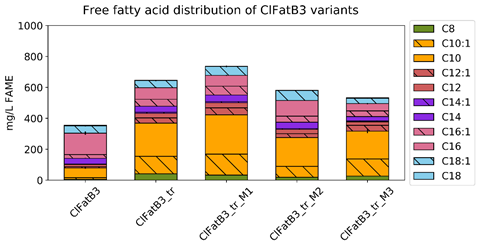 Free fatty acid distribution of ClFatB3 variants
mg/L FAME
1000
800
600
400
200
0
ClFatB3
ClFatB3_tr
ClFatB3_tr_M1
ClFatB3_tr_M2
ClFatB3_tr_M3
C8
C10:1
C10
C12:1
C12
C14:1
C14
C16:1
C16
C18:1
C18